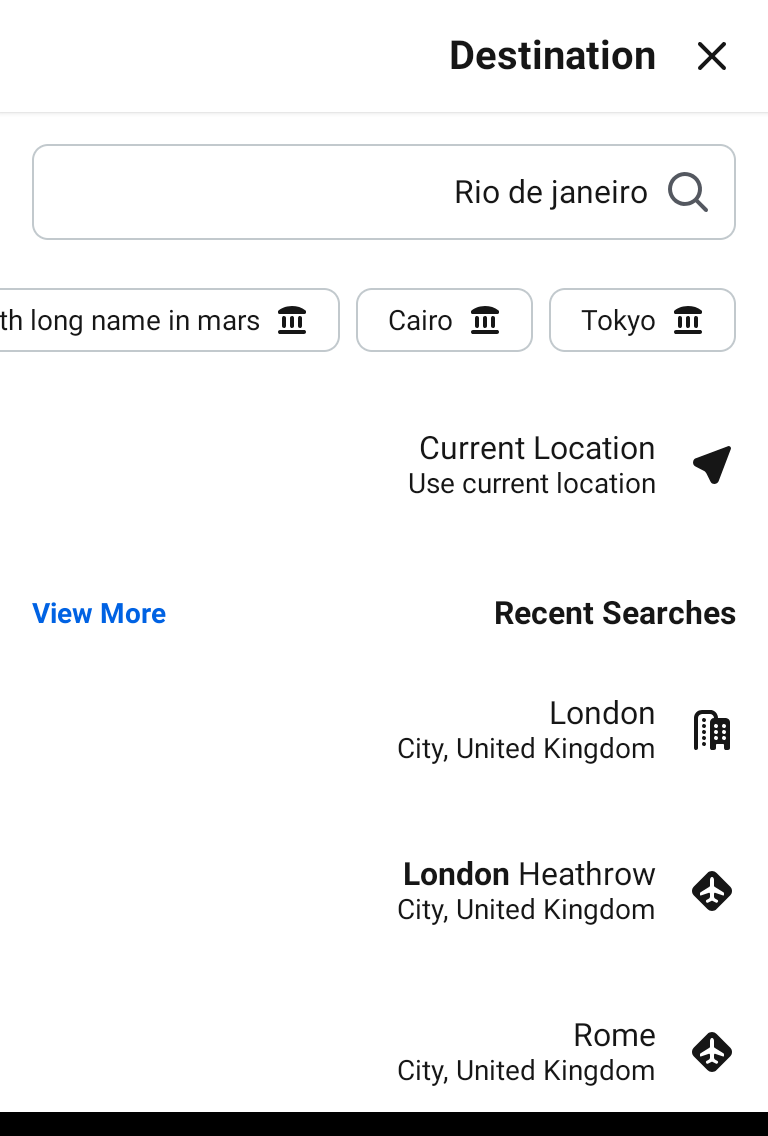 Destination
Rio de janeiro
Tokyo
Cairo
th long name in mars
Current Location
Use current location
Recent Searches
View More
London
City, United Kingdom
London Heathrow
City, United Kingdom
Rome
City, United Kingdom